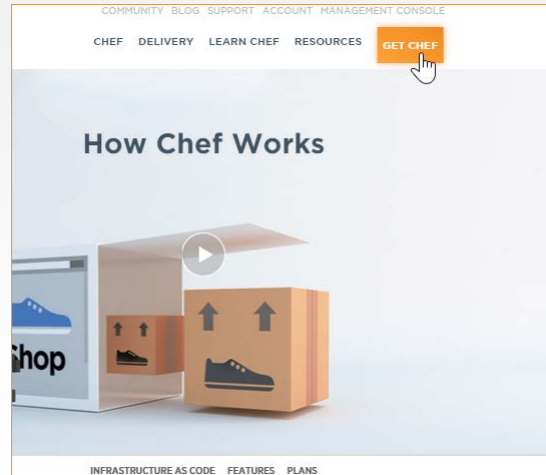 COMMUNITY BLOG SUPPORT ACCOUNT MANAGEMENT CONSOLE
CHEF DELIVERY LEARN CHEF RESOURCES GET CHEF
How Chef Works
Shop
INFRASTRUCTURE AS CODE FEATURES PLANS